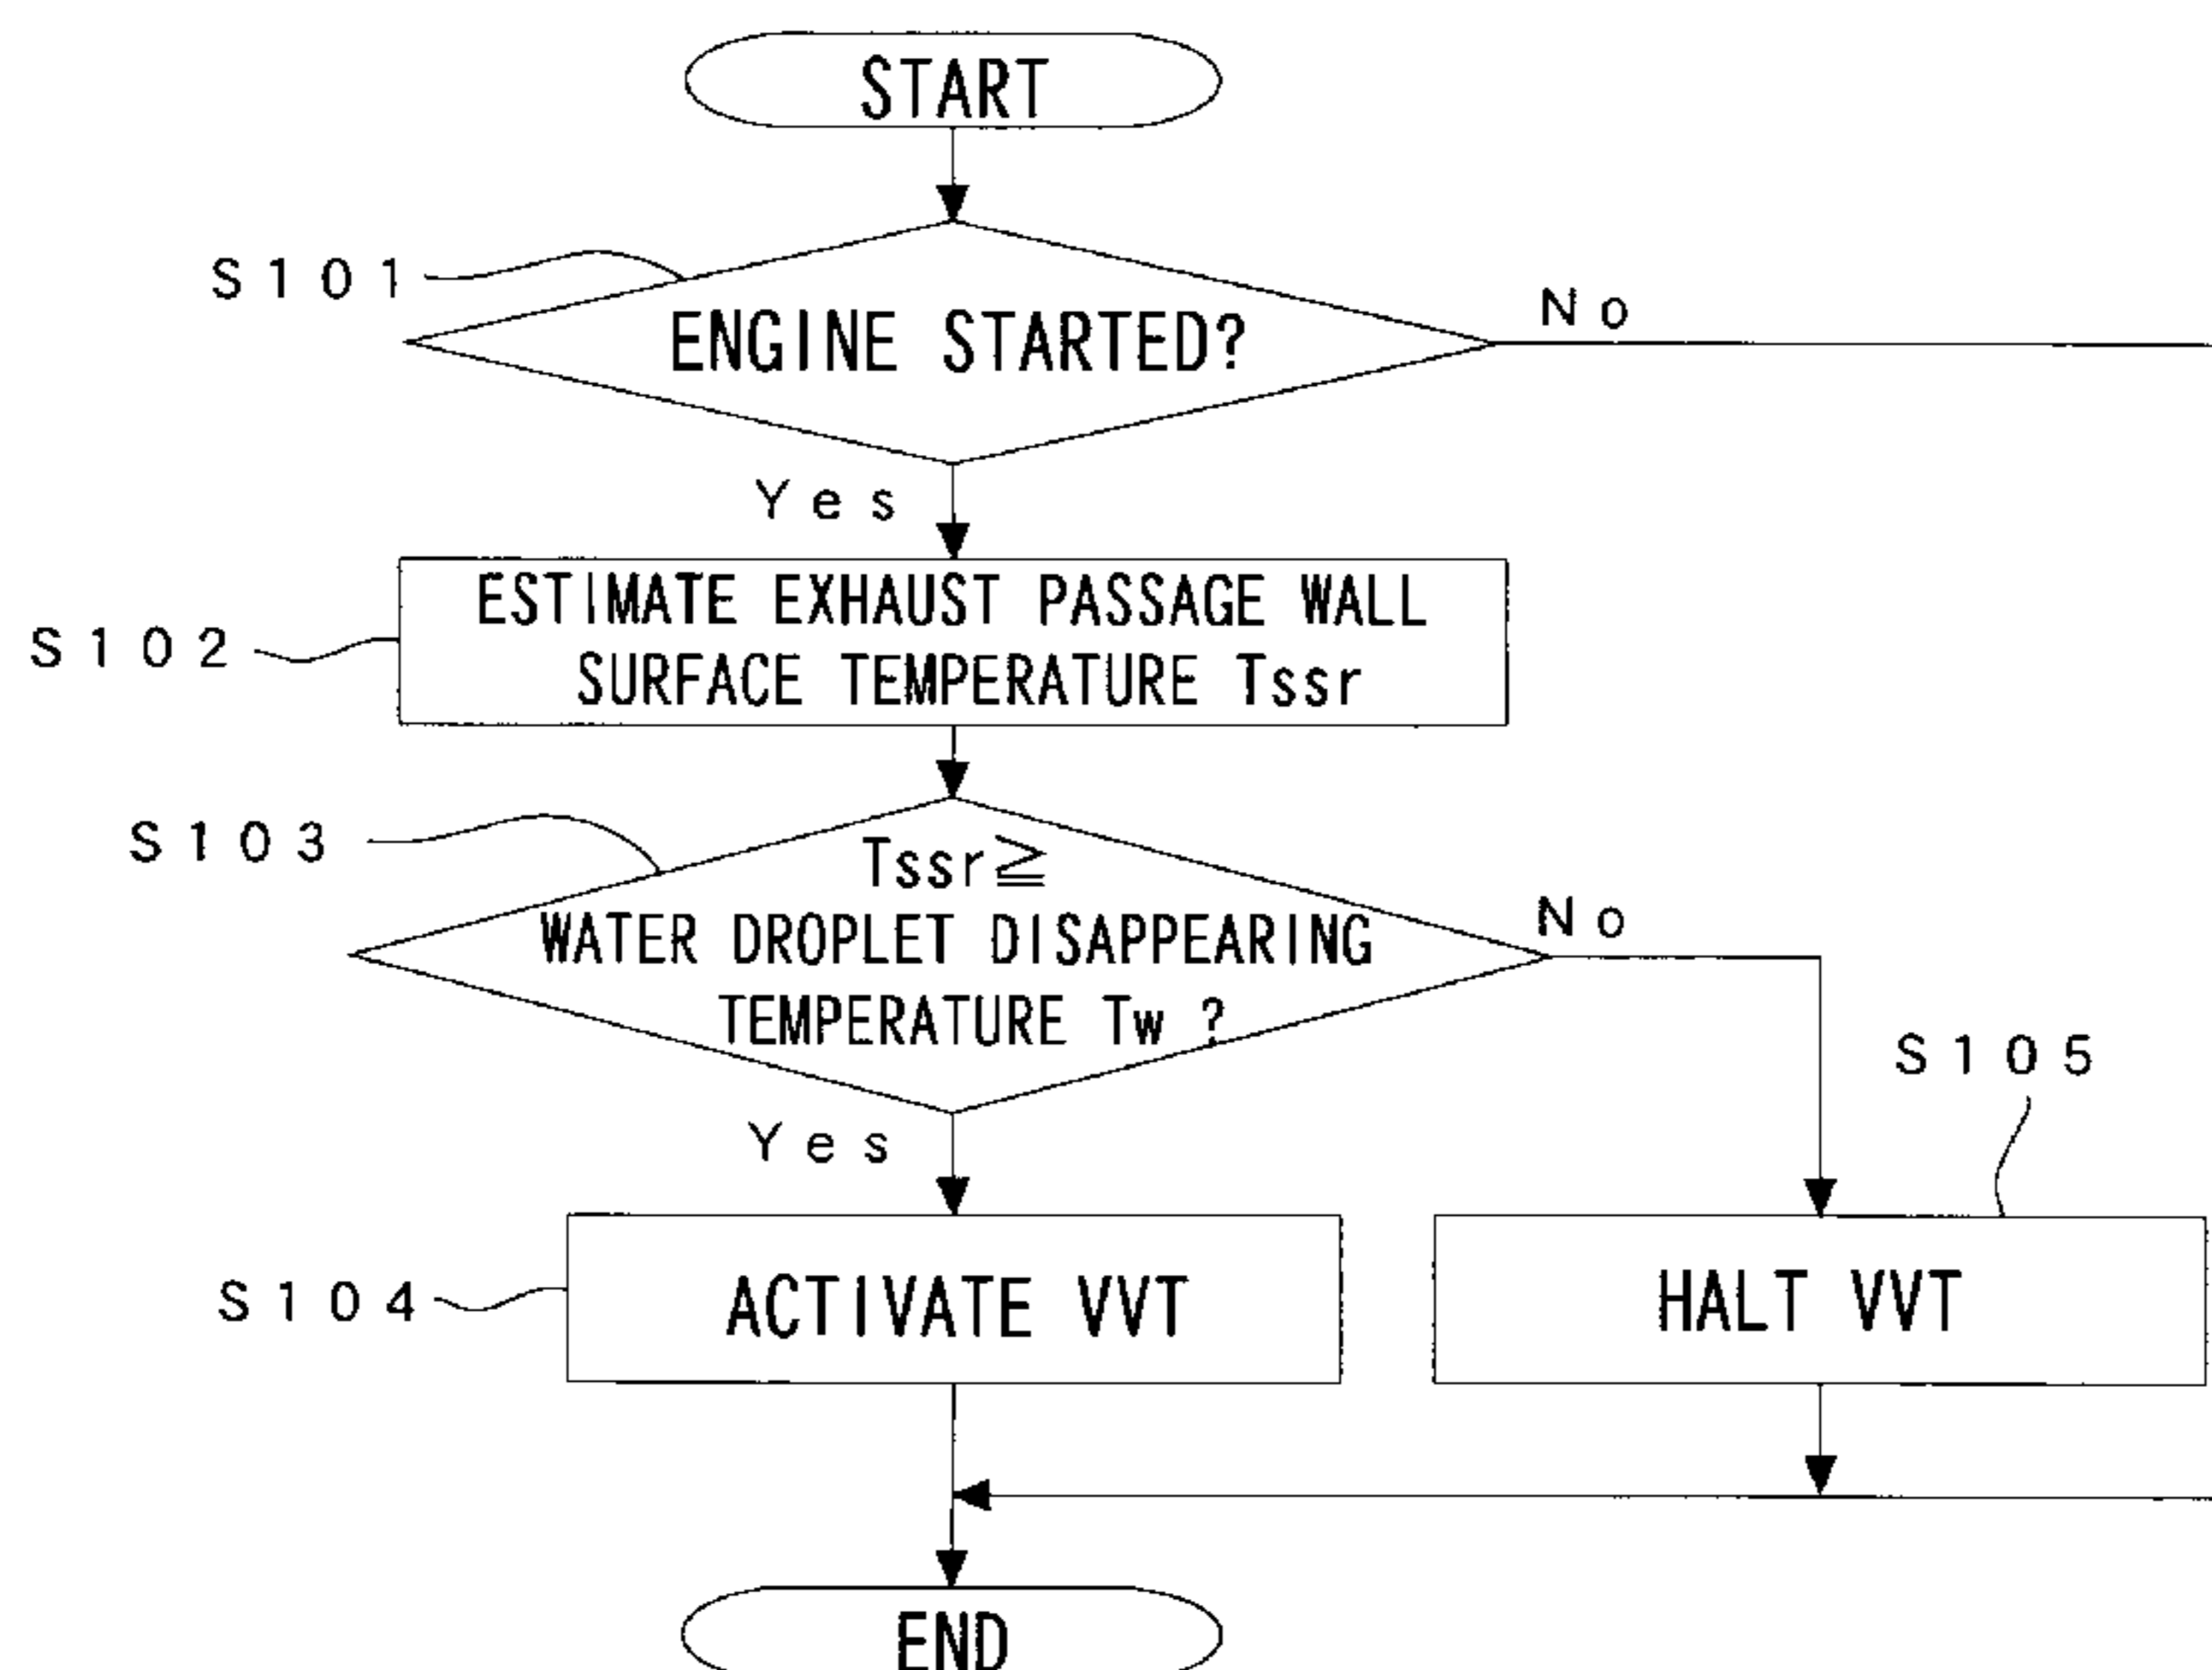 START
S101
ENGINE STARTED?
No
Yes
S102
ESTIMATE EXHAUST PASSAGE WALL
SURFACE TEMPERATURE Tssr
S103
Tssr≧
WATER DROPLET DISAPPEARING
TEMPERATURE Tw ?
No
Yes
S105
S104
ACTIVATE VVT
HALT VVT
END